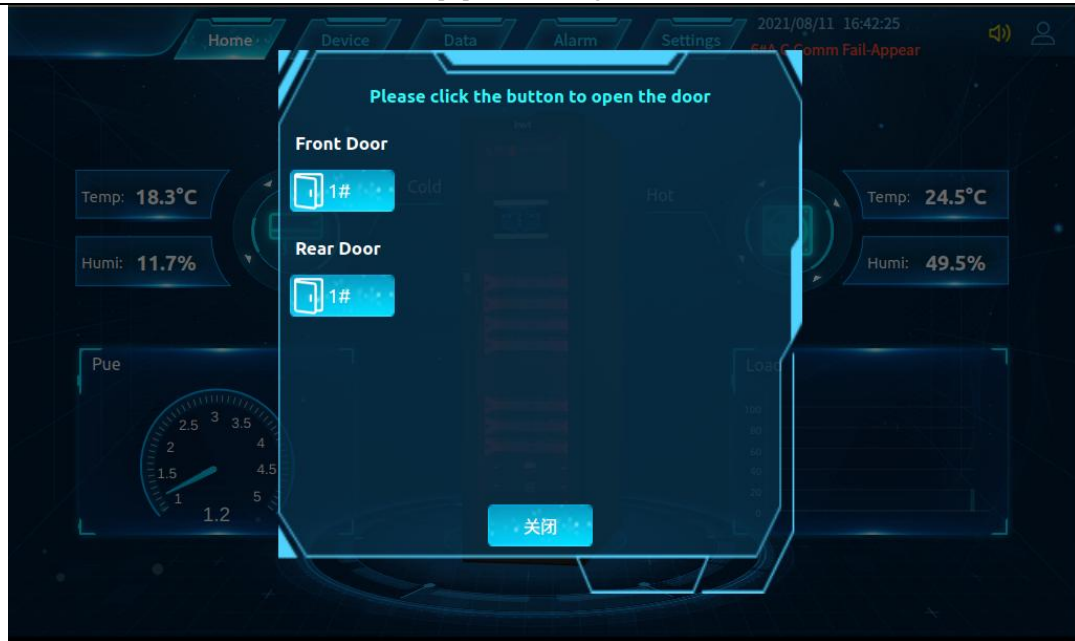 2021/08/11 16:42:25
Home Device Data Alarm Settings
6#A C Comm Fail-Appear
Please click the button to open the door
Front Door
1#
Cold
Hot
Temp: 18.3°C
Temp: 24.5°C
Rear Door
Humi: 11.7%
Humi: 49.5%
1#
Pue
Load
2.5 3 3.5
2 4
1.5 4.5
1 5
1.2
100
80
60
40
20
0
关闭